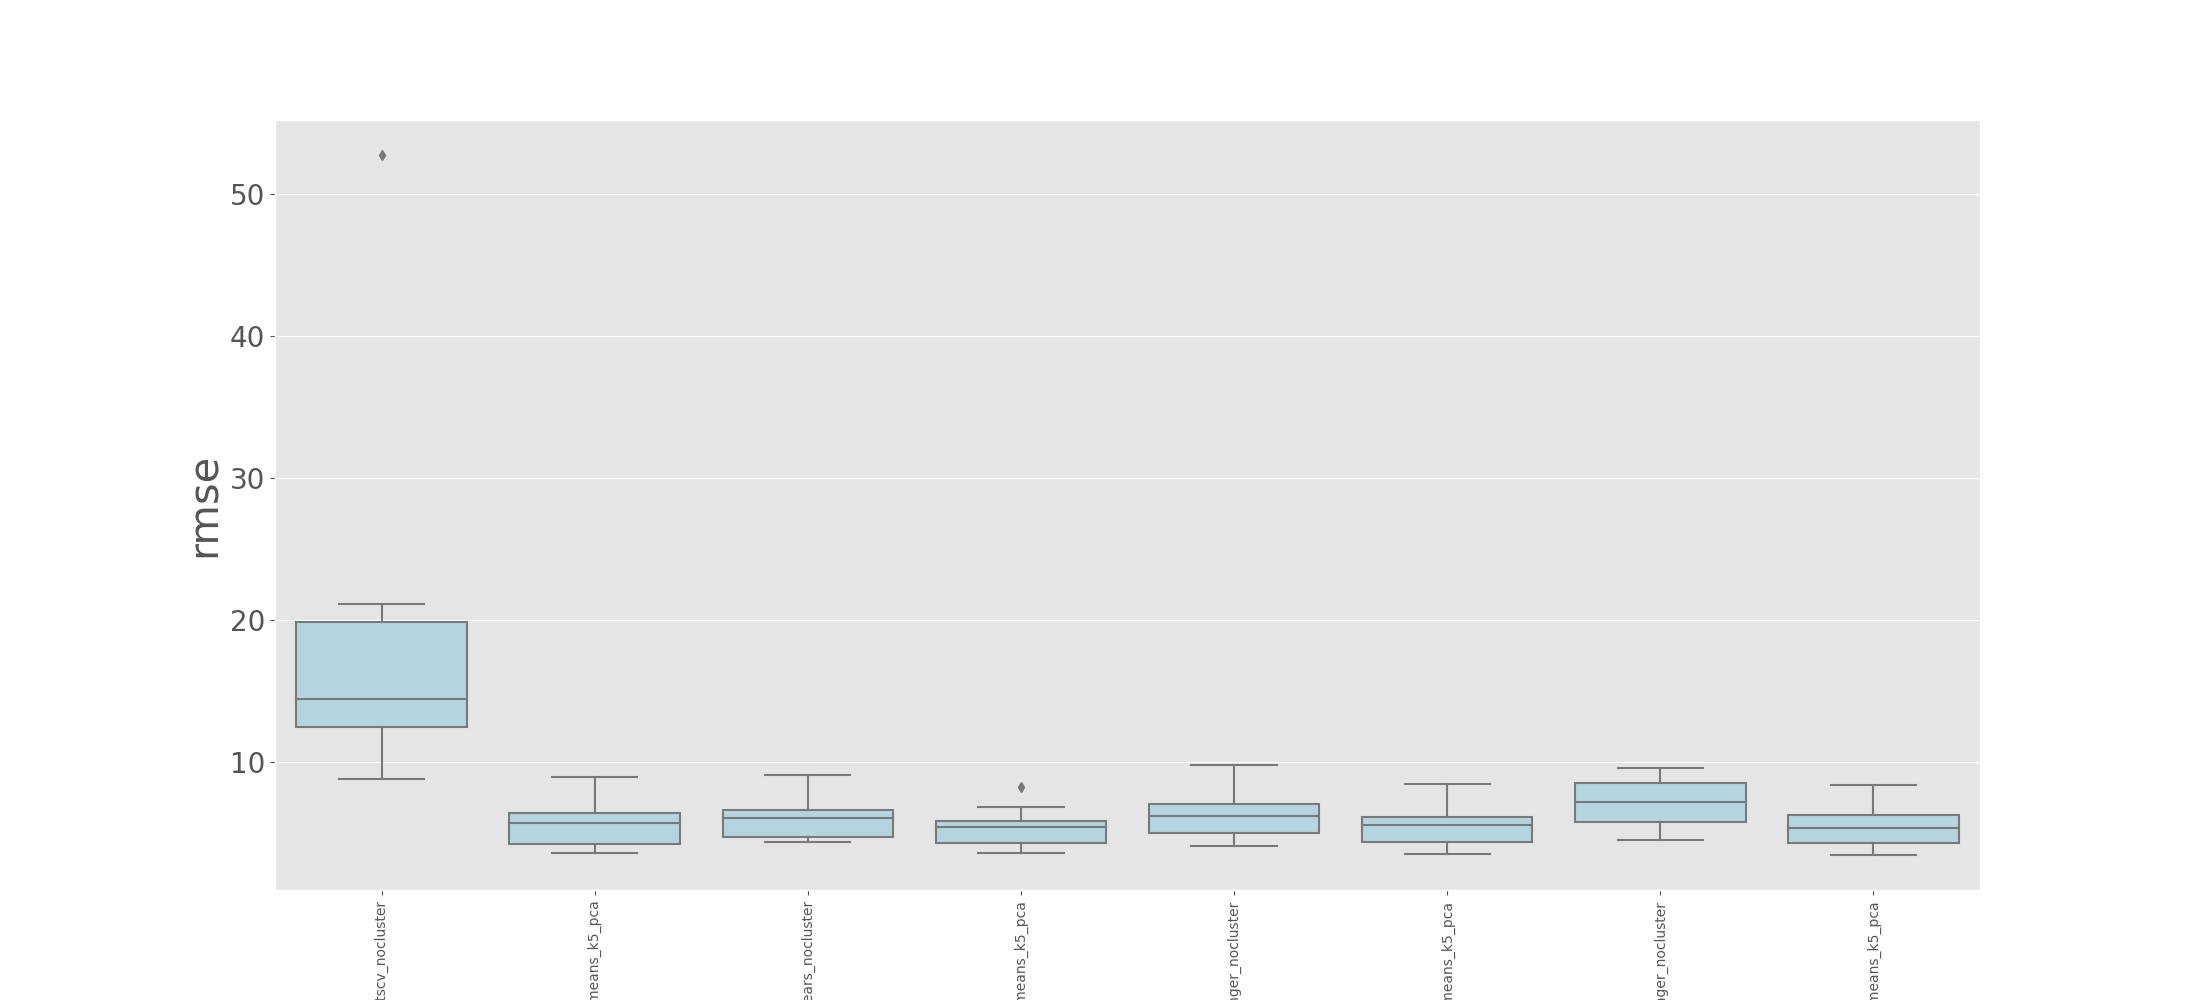 50
40
30
20
10
rmse
tscv_nocluster
means_k5_pca
ears_nocluster
means_k5_pca
nger_nocluster
means_k5_pca
nger_nocluster
means_k5_pca